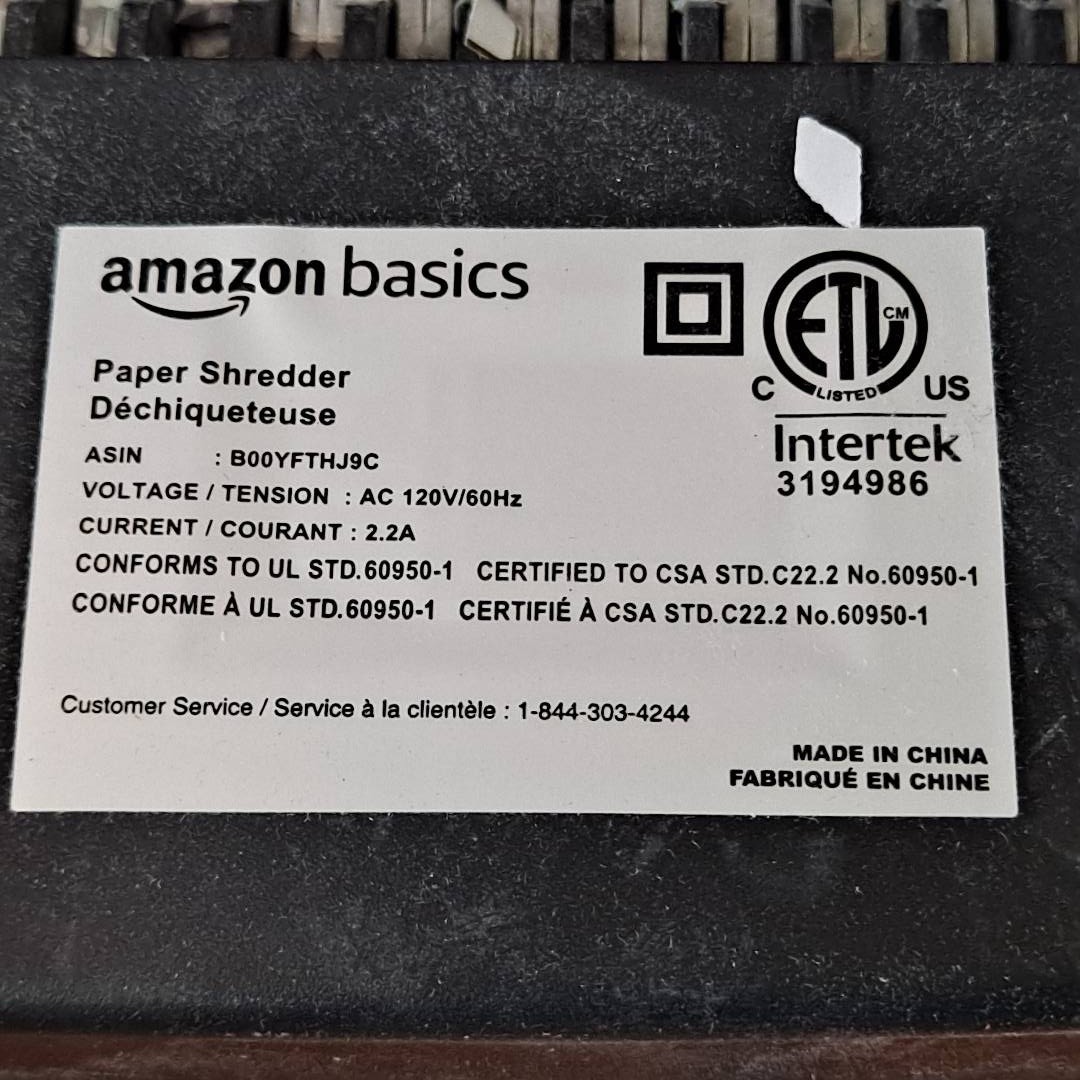 amazon basics
Paper Shredder
Déchiqueteuse
ASIN : B00YFTHJ9C
VOLTAGE / TENSION : AC 120V/60Hz
CURRENT / COURANT : 2.2A
CONFORMS TO UL STD.60950-1 CERTIFIED TO CSA STD.C22.2 No.60950-1
CONFORME À UL STD.60950-1 CERTIFIÉ À CSA STD.C22.2 No.60950-1
ETL CM
C LISTED US
Intertek
3194986
Customer Service / Service à la clientèle : 1-844-303-4244
MADE IN CHINA
FABRIQUÉ EN CHINE